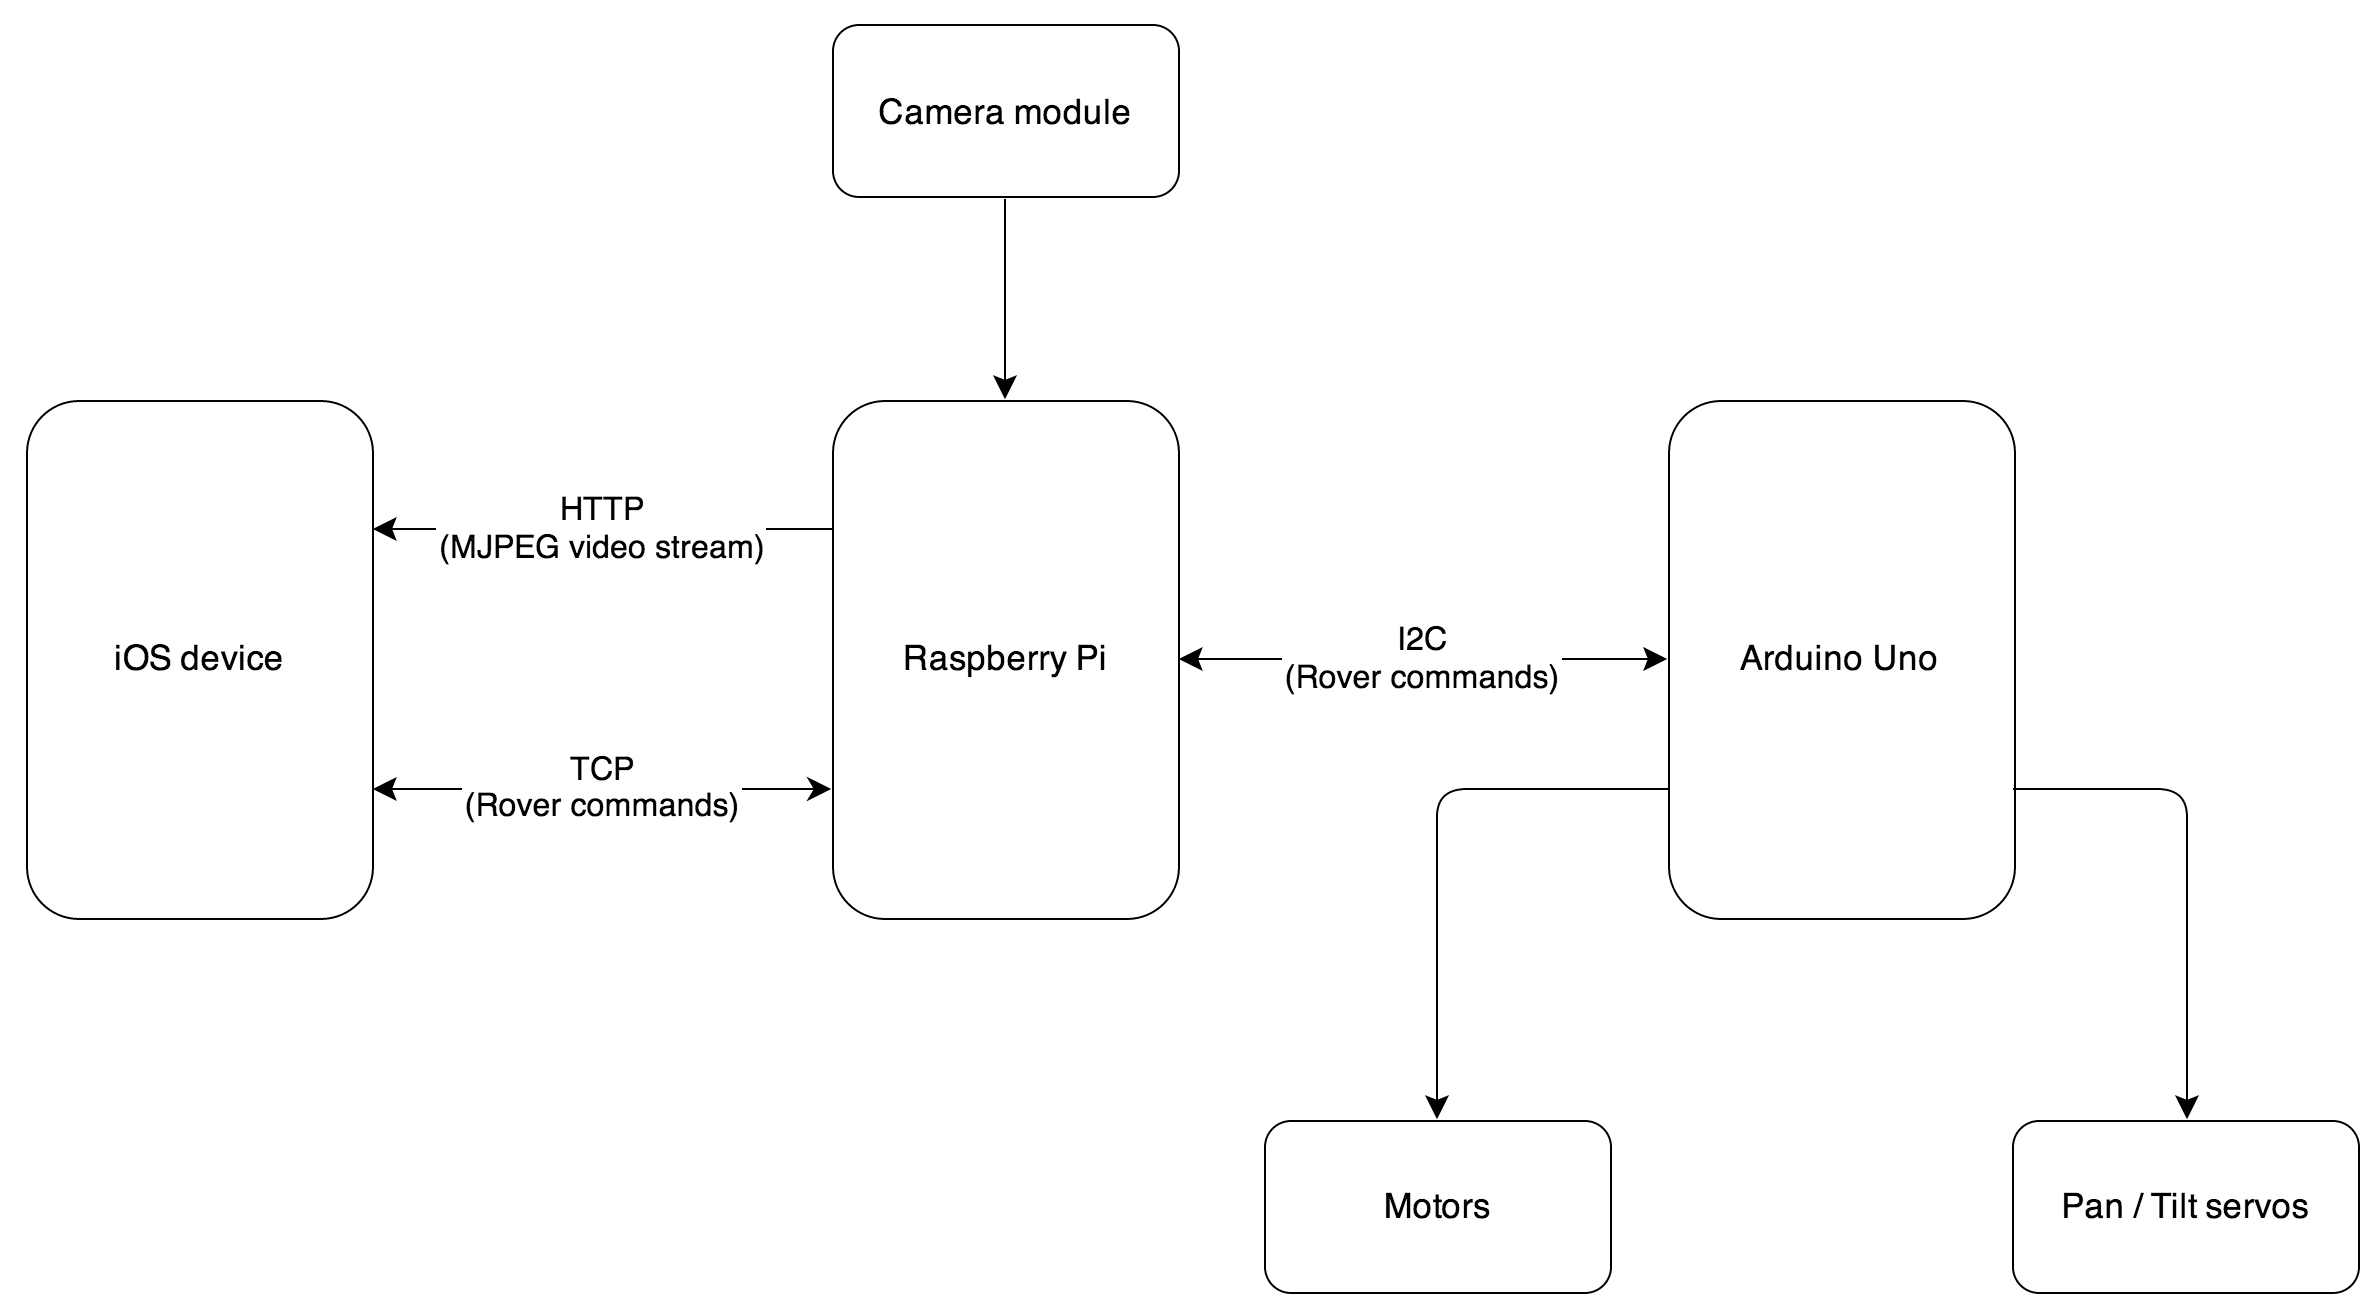 Camera module
HTTP
(MJPEG video stream)
iOS device
Raspberry Pi
I2C
(Rover commands)
Arduino Uno
TCP
(Rover commands)
Motors
Pan / Tilt servos